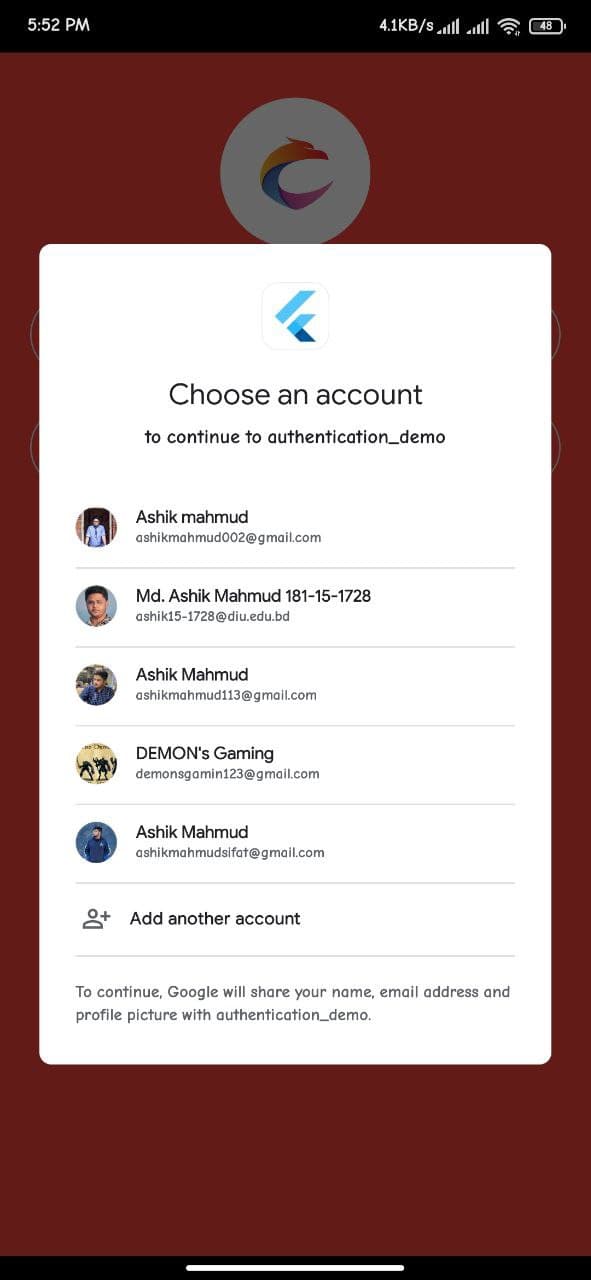 5:52 PM
4.1KB/s
48
Choose an account
to continue to authentication_demo
Ashik mahmud
ashikmahmud002@gmail.com
Md. Ashik Mahmud 181-15-1728
ashik15-1728@diu.edu.bd
Ashik Mahmud
ashikmahmud113@gmail.com
DEMON's Gaming
demonsgamin123@gmail.com
Ashik Mahmud
ashikmahmudsifat@gmail.com
Add another account
To continue, Google will share your name, email address and
profile picture with authentication_demo.